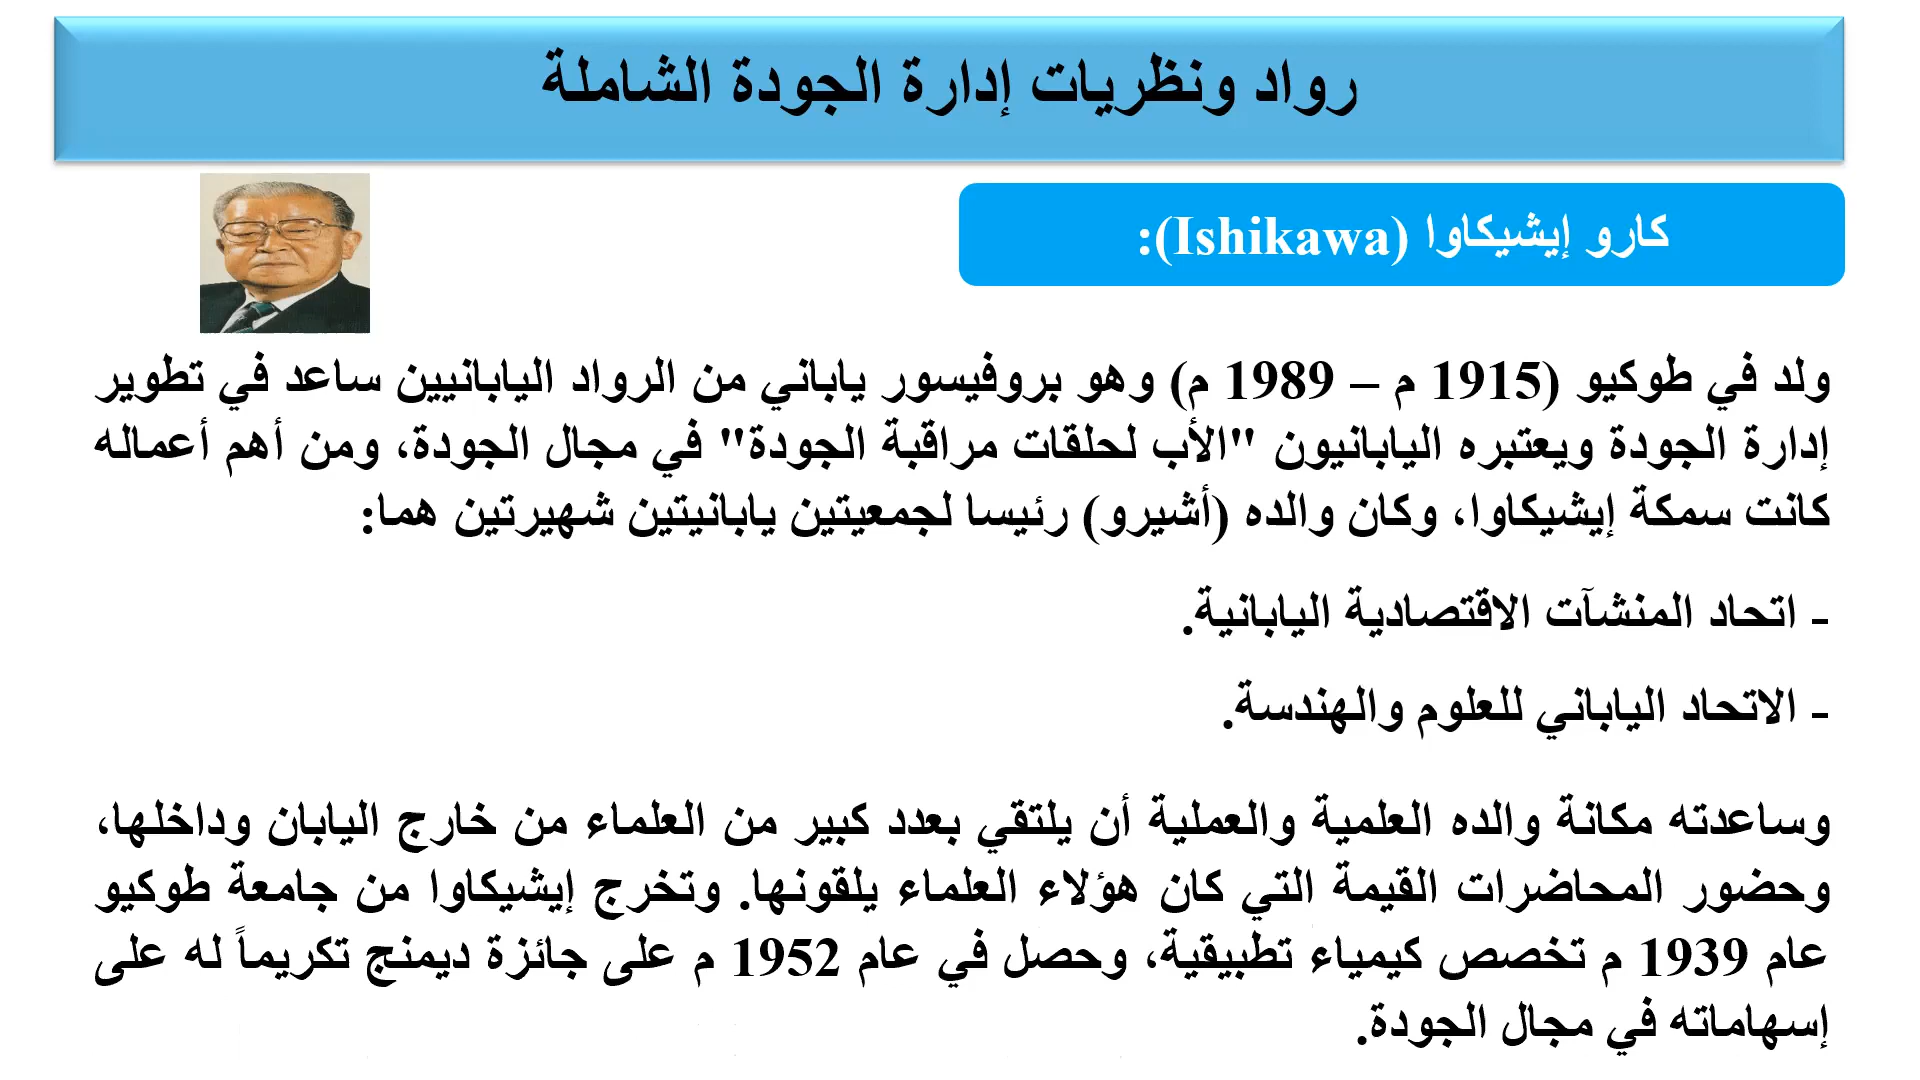 رواد ونظريات إدارة الجودة الشاملة
كارو إيشيكاوا (Ishikawa):
ولد في طوكيو (1915 م – 1989 م) وهو بروفيسور ياباني من الرواد اليابانيين ساعد في تطوير
إدارة الجودة ويعتبره اليابانيون "الأب لحلقات مراقبة الجودة" في مجال الجودة، ومن أهم أعماله
كانت سمكة إيشيكاوا، وكان والده (أشيرو) رئيسا لجمعيتين يابانيتين شهيرتين هما:
- اتحاد المنشآت الاقتصادية اليابانية.
- الاتحاد الياباني للعلوم والهندسة.
وساعدته مكانة والده العلمية والعملية أن يلتقي بعدد كبير من العلماء من خارج اليابان وداخلها،
وحضور المحاضرات القيمة التي كان هؤلاء العلماء يلقونها. وتخرج إيشيكاوا من جامعة طوكيو
عام 1939 م تخصص كيمياء تطبيقية، وحصل في عام 1952 م على جائزة ديمنج تكريماً له على
إسهاماته في مجال الجودة.